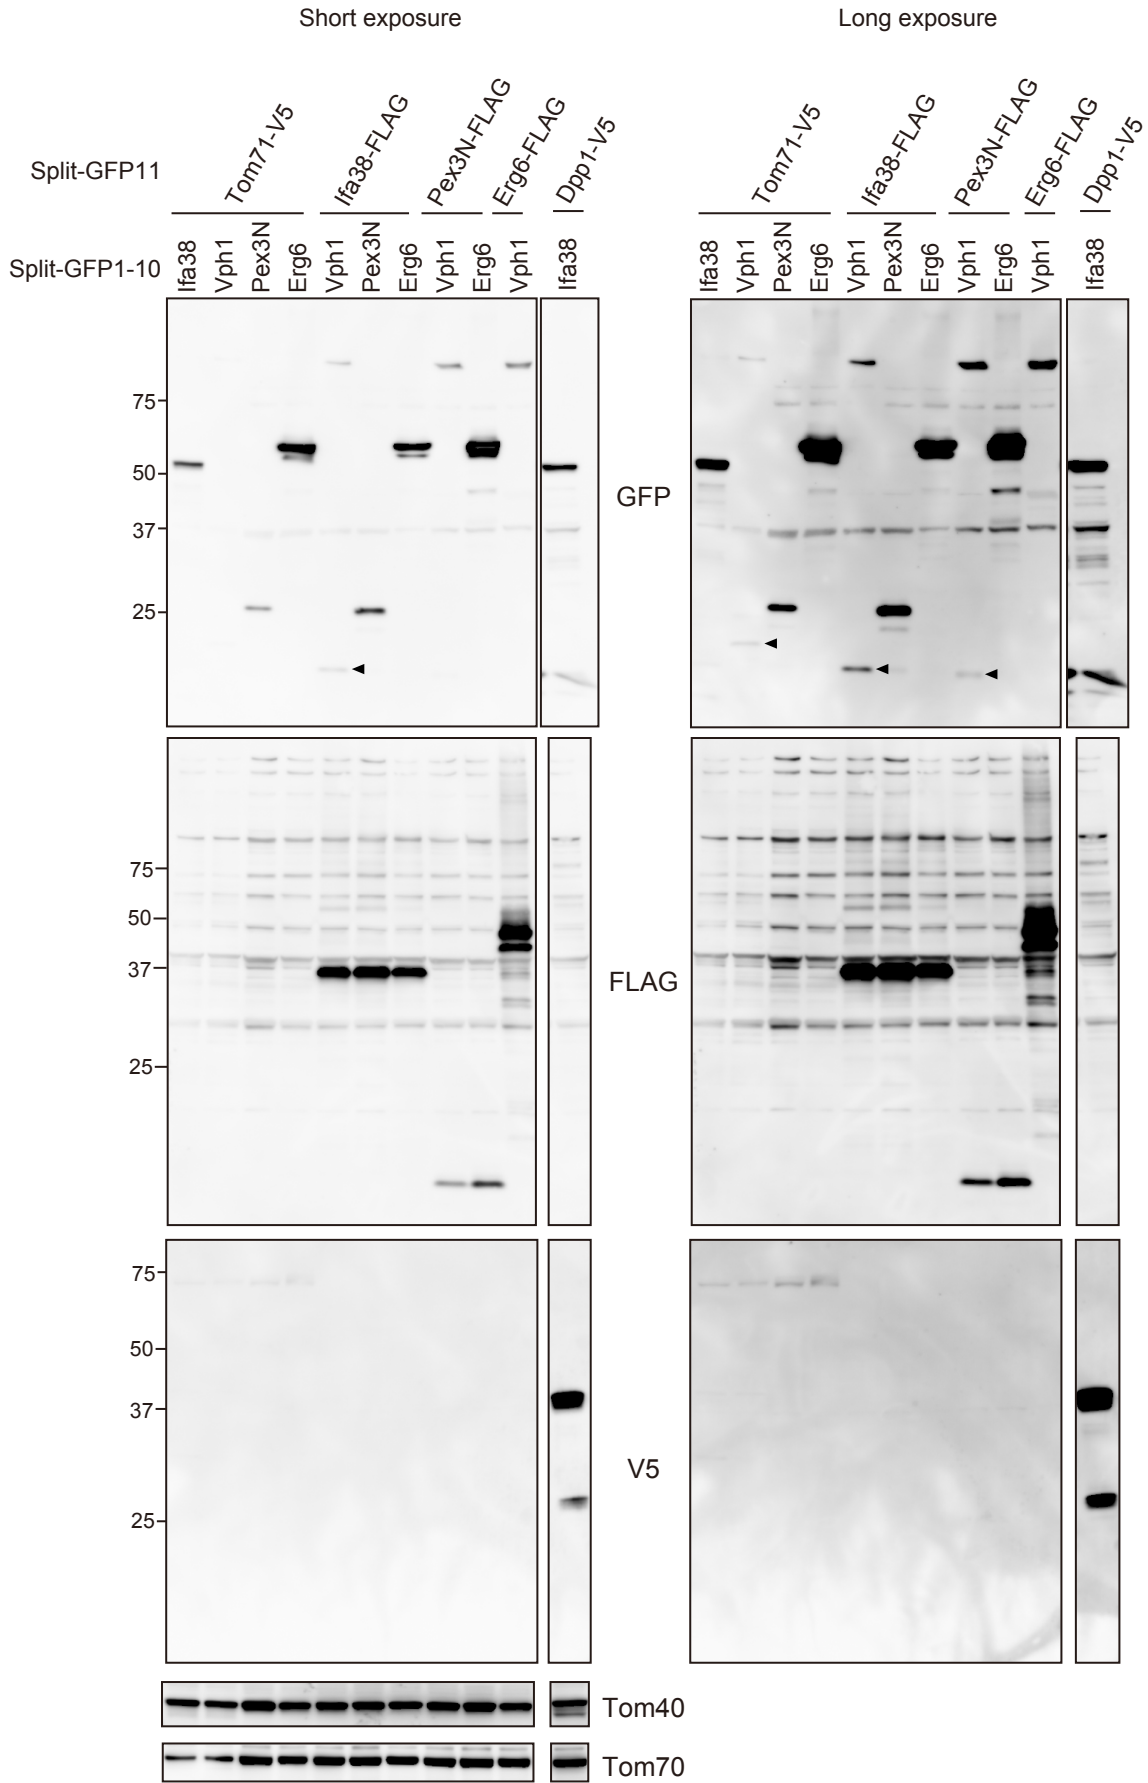 Short exposure Long exposure
Split-GFP11 Tom71-V5 Ifa38-FLAG Pex3N-FLAG Erg6-FLAG Dpp1-V5 Tom71-V5 Ifa38-FLAG Pex3N-FLAG Erg6-FLAG Dpp1-V5
Split-GFP1-10 Ifa38 Vph1 Pex3N Erg6 Vph1 Pex3N Erg6 Vph1 Erg6 Vph1 Ifa38 Ifa38 Vph1 Pex3N Erg6 Vph1 Pex3N Erg6 Vph1 Erg6 Vph1 Ifa38
75
50
GFP
37
25
75
50
37
FLAG
25
75
50
37
V5
25
Tom40
Tom70